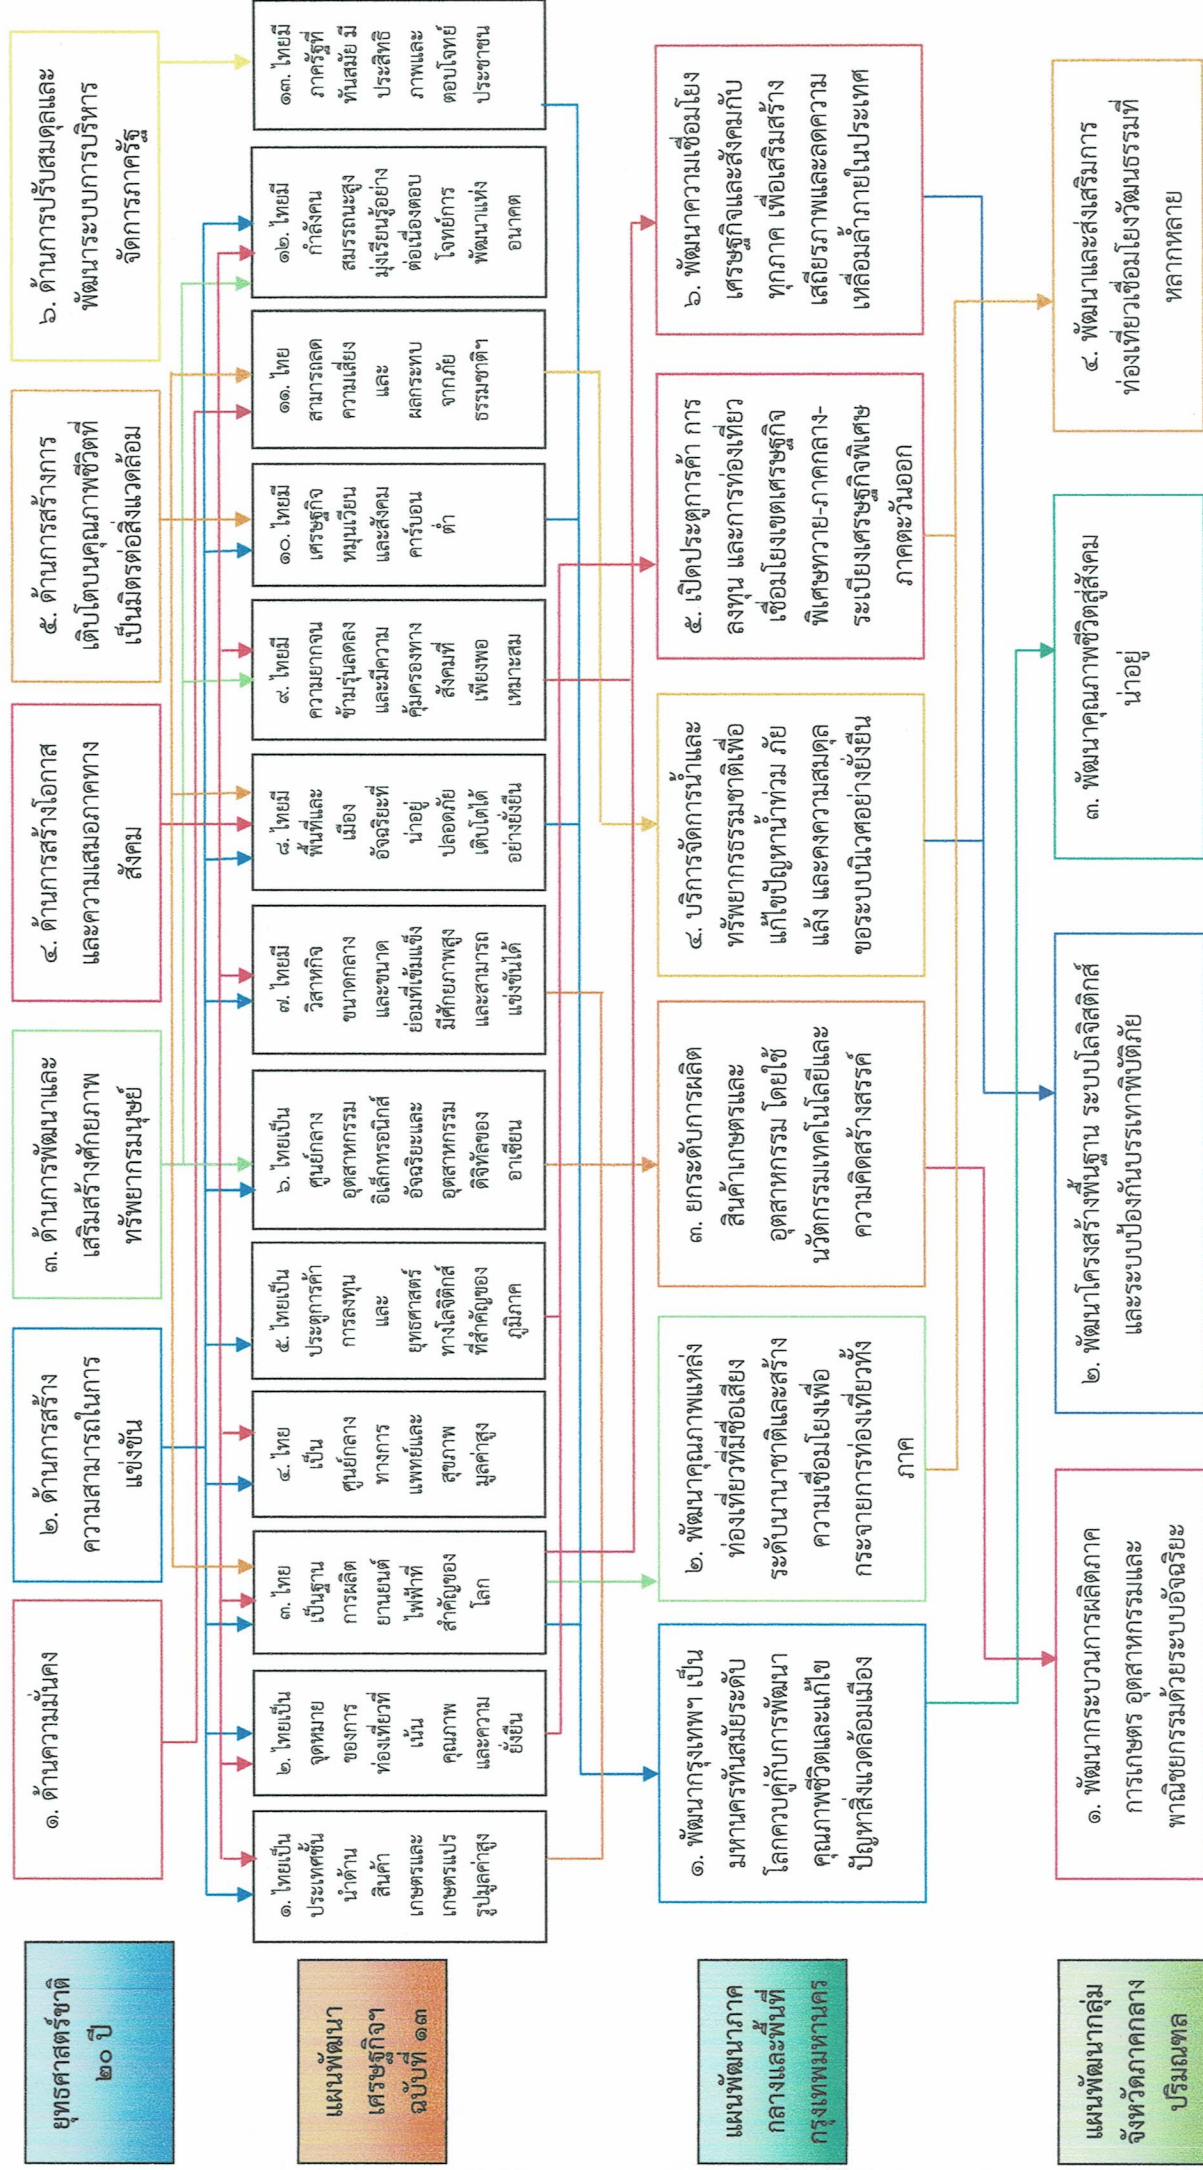 ยุทธศาสตร์ชาติ
๒๐ ปี
๑. ด้านความมั่นคง
๒. ด้านการสร้าง
ความสามารถในการ
แข่งขัน
๓. ด้านการพัฒนาและ
เสริมสร้างศักยภาพ
ทรัพยากรมนุษย์
๔. ด้านการสร้างโอกาส
และความเสมอภาคทาง
สังคม
๕. ด้านการสร้างการ
เติบโตบนคุณภาพชีวิตที่
เป็นมิตรต่อสิ่งแวดล้อม
๖. ด้านการปรับสมดุลและ
พัฒนาระบบการบริหาร
จัดการภาครัฐ
แผนพัฒนา
เศรษฐกิจฯ
ฉบับที่ ๑๓
๑. ไทยเป็น
ประเทศชั้น
นำด้าน
สินค้า
เกษตรและ
เกษตรแปร
รูปมูลค่าสูง
๒. ไทยเป็น
จุดหมาย
ของการ
ท่องเที่ยวที่
เน้น
คุณภาพ
และความ
ยั่งยืน
๓. ไทย
เป็นฐาน
การผลิต
ยานยนต์
ไฟฟ้าที่
สำคัญของ
โลก
๔. ไทย
เป็น
ศูนย์กลาง
ทางการ
แพทย์และ
สุขภาพ
มูลค่าสูง
๕. ไทยเป็น
ประตูการค้า
การลงทุน
และ
ยุทธศาสตร์
ทางโลจิติกส์
ที่สำคัญของ
ภูมิภาค
๖. ไทยเป็น
ศูนย์กลาง
อุตสาหกรรม
อิเล็กทรอนิกส์
อัจฉริยะและ
อุตสาหกรรม
ดิจิทัลของ
อาเซียน
๗. ไทยมี
วิสาหกิจ
ขนาดกลาง
และขนาด
ย่อมที่เข้มแข็ง
มีศักยภาพสูง
และสามารถ
แข่งขันได้
๘. ไทยมี
พื้นที่และ
เมือง
อัจฉริยะที่
น่าอยู่
ปลอดภัย
เติบโตได้
อย่างยั่งยืน
๙. ไทยมี
ความยากจน
ข้ามรุ่นลดลง
และมีความ
คุ้มครองทาง
สังคมที่
เพียงพอ
เหมาะสม
๑๐. ไทยมี
เศรษฐกิจ
หมุนเวียน
และสังคม
คาร์บอน
ต่ำ
๑๑. ไทย
สามารถลด
ความเสี่ยง
และ
ผลกระทบ
จากภัย
ธรรมชาติฯ
๑๒. ไทยมี
กำลังคน
สมรรถนะสูง
มุ่งเรียนรู้อย่าง
ต่อเนื่องตอบ
โจทย์การ
พัฒนาแห่ง
อนาคต
๑๓. ไทยมี
ภาครัฐที่
ทันสมัย มี
ประสิทธิ
ภาพและ
ตอบโจทย์
ประชาชน
แผนพัฒนาภาค
กลางและพื้นที่
กรุงเทพมหานคร
๑. พัฒนากรุงเทพฯ เป็น
มหานครทันสมัยระดับ
โลกควบคู่กับการพัฒนา
คุณภาพชีวิตและแก้ไข
ปัญหาสิ่งแวดล้อมเมือง
๒. พัฒนาคุณภาพแหล่ง
ท่องเที่ยวที่มีชื่อเสียง
ระดับนานาชาติและสร้าง
ความเชื่อมโยงเพื่อ
กระจายการท่องเที่ยวทั้ง
ภาค
๓. ยกระดับการผลิต
สินค้าเกษตรและ
อุตสาหกรรม โดยใช้
นวัตกรรมเทคโนโลยีและ
ความคิดสร้างสรรค์
๔. บริการจัดการน้ำและ
ทรัพยากรธรรมชาติเพื่อ
แก้ไขปัญหาน้ำท่วม ภัย
แล้ง และคงความสมดุล
ขอระบบนิเวศอย่างยั่งยืน
๕. เปิดประตูการค้า การ
ลงทุน และการท่องเที่ยว
เชื่อมโยงเขตเศรษฐกิจ
พิเศษทวาย-ภาคกลาง-
ระเบียงเศรษฐกิจพิเศษ
ภาคตะวันออก
๖. พัฒนาความเชื่อมโยง
เศรษฐกิจและสังคมกับ
ทุกภาค เพื่อเสริมสร้าง
เสถียรภาพและลดความ
เหลือมล้ำภายในประเทศ
แผนพัฒนากลุ่ม
จังหวัดภาคกลาง
ปริมณฑล
๑. พัฒนากระบวนการผลิตภาค
การเกษตร อุตสาหกรรมและ
พาณิชยกรรมด้วยระบบอัจฉริยะ
๒. พัฒนาโครงสร้างพื้นฐาน ระบบโลจิสติกส์
และระบบป้องกันบรรเทาพิบัติภัย
๓. พัฒนาคุณภาพชีวิตสู่สังคม
น่าอยู่
๔. พัฒนาและส่งเสริมการ
ท่องเที่ยวเชื่อมโยงวัฒนธรรมที่
หลากหลาย